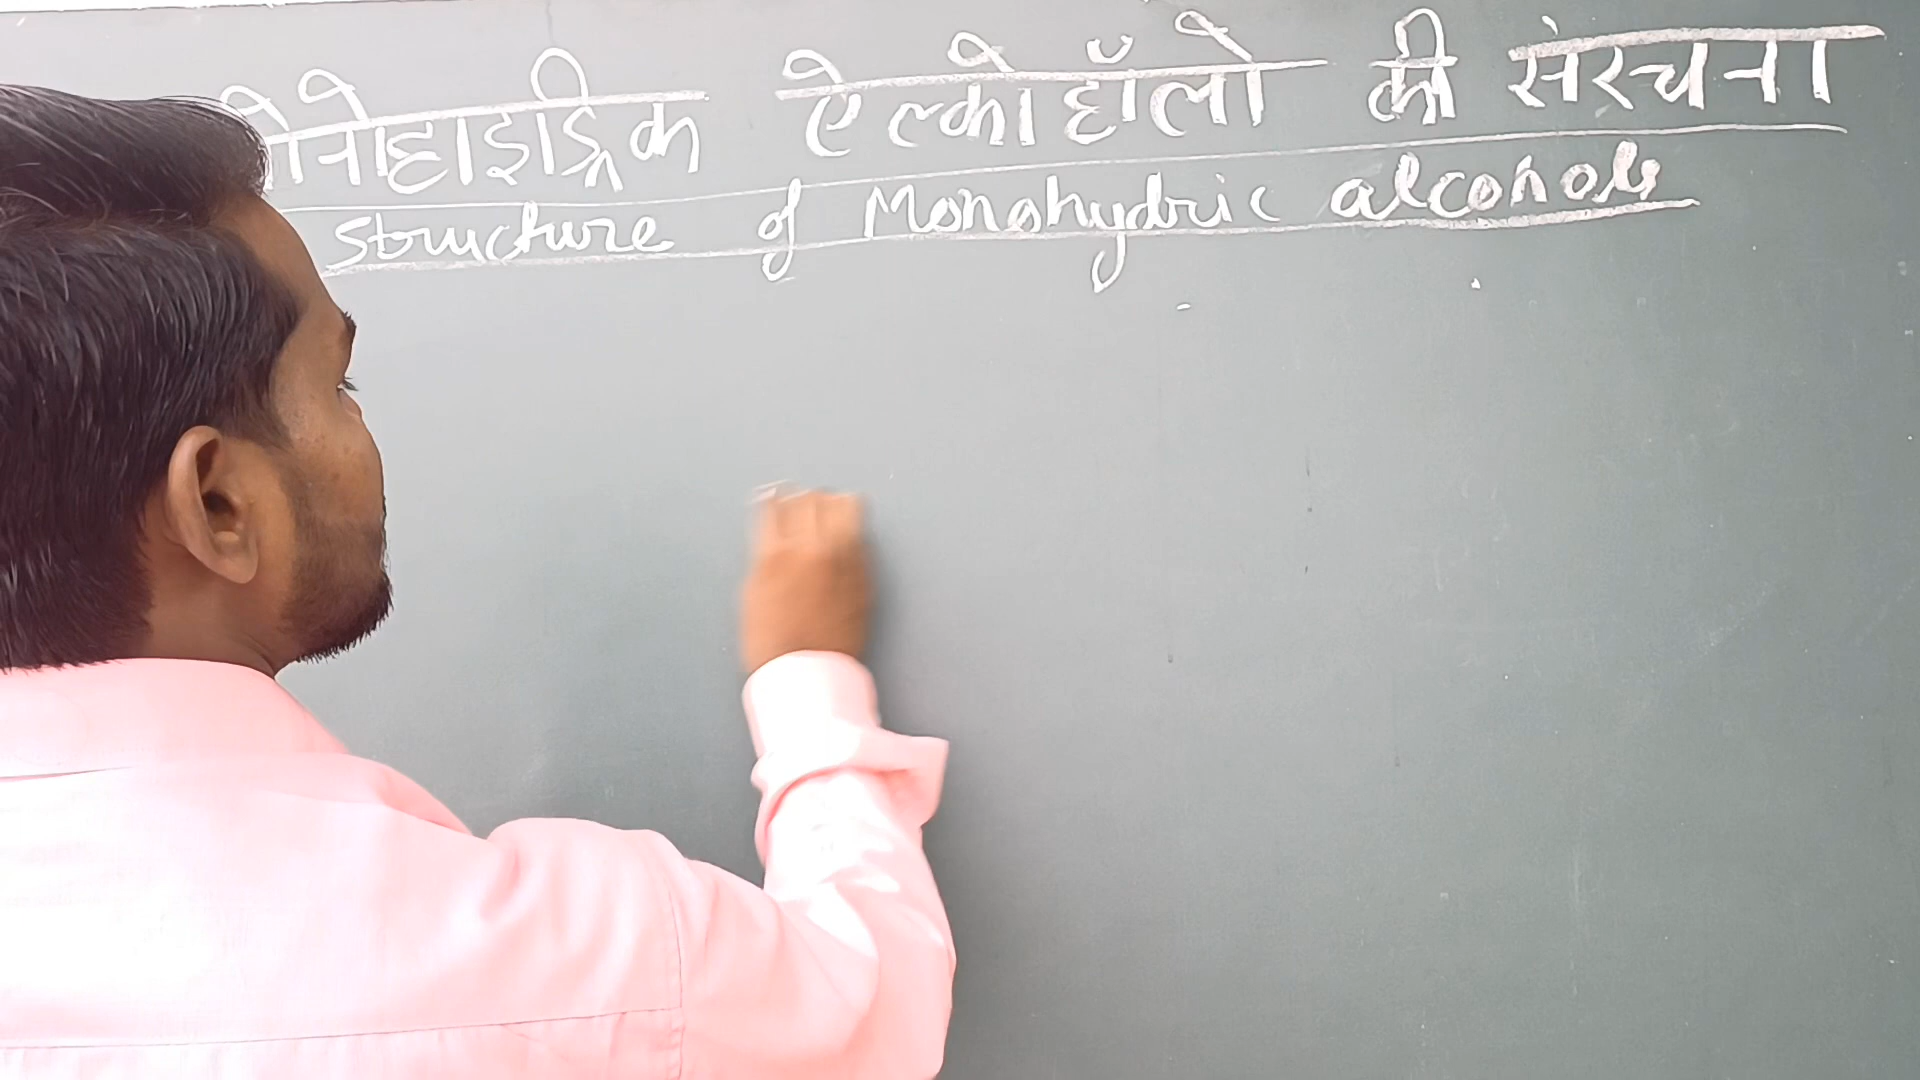 मोनोहाइड्रिक ऐल्कोहॉलो की संरचना
Structure of Monohydric alcohols